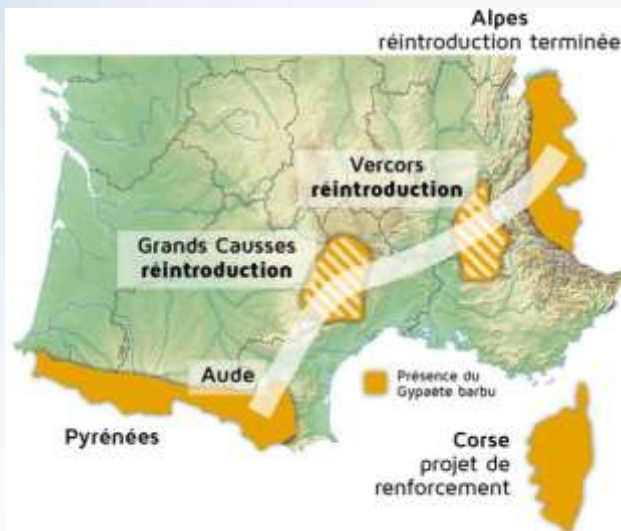 Alpes
réintroduction terminée
Vercors
réintroduction
Grands Causses
réintroduction
Aude
Présence du
Gypaète barbu
Pyrénées
Corse
projet de
renforcement